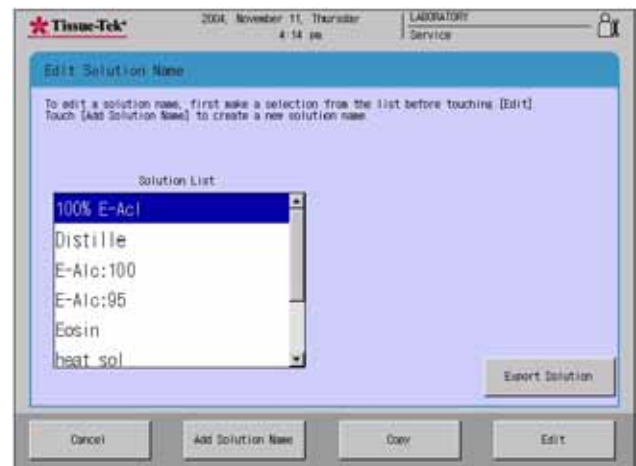 Tissue-Tek
2004, November 11, Thursday
4:14 pm
LABORATORY
Service
Edit Solution Name
To edit a solution name, first make a selection from the list before touching [Edit]
Touch [Add Solution Name] to create a new solution name
Solution List
100% E-Acl
Distille
E-Alc:100
E-Alc:95
Eosin
heat sol
Export Solution
Cancel
Add Solution Name
Copy
Edit